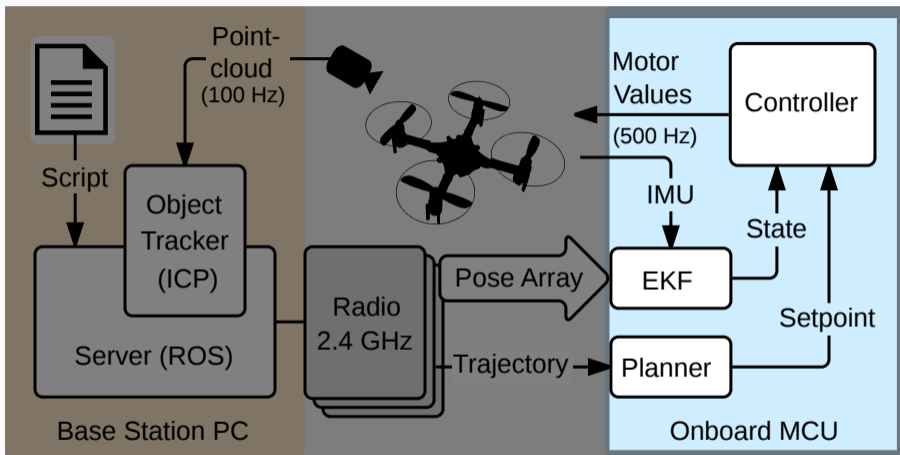 Point-
cloud
(100 Hz)
Script
Object
Tracker
(ICP)
Server (ROS)
Base Station PC
Radio
2.4 GHz
Pose Array
Trajectory
Motor
Values
(500 Hz)
IMU
Controller
State
EKF
Setpoint
Planner
Onboard MCU